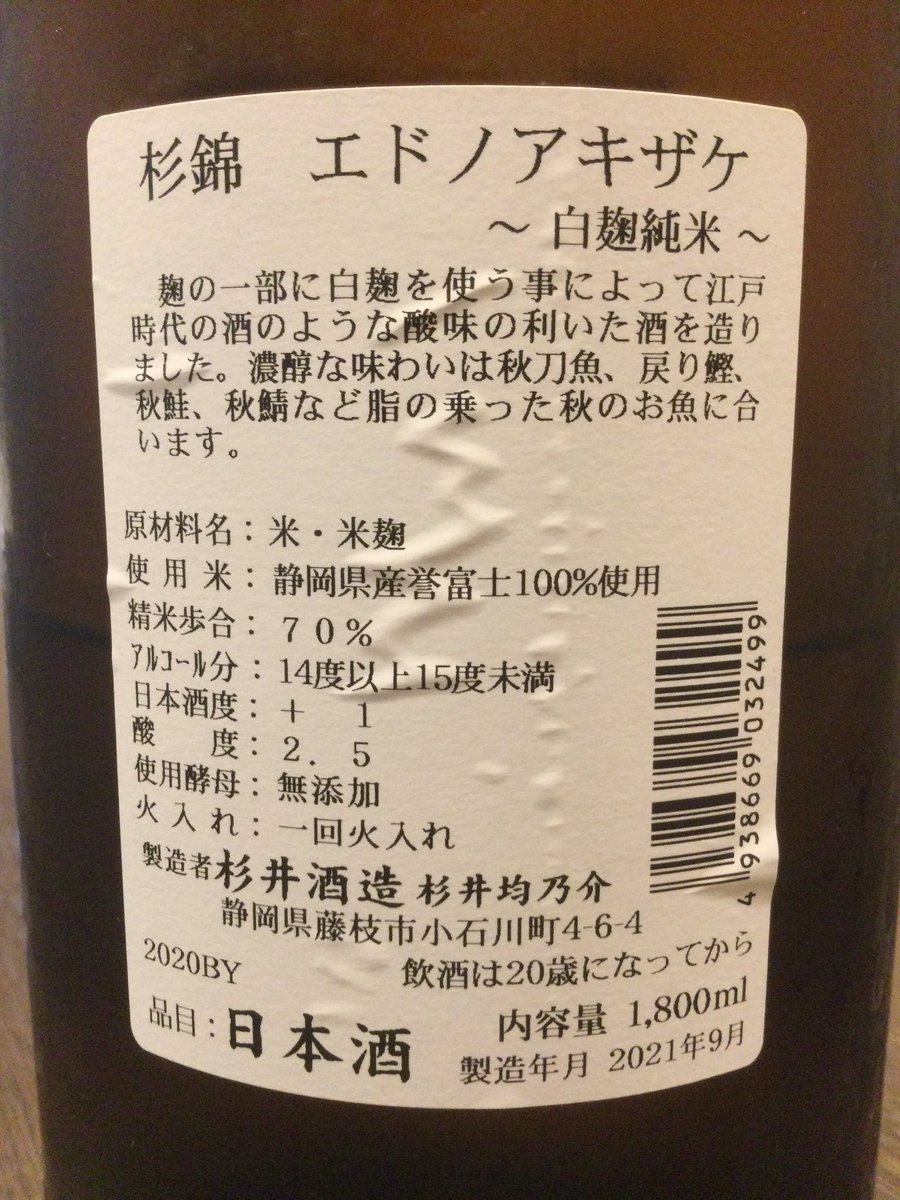 杉錦　エドノアキザケ
～ 白麹純米 ～
麹の一部に白麹を使う事によって江戸
時代の酒のような酸味の利いた酒を造り
ました。濃醇な味わいは秋刀魚、戻り鰹、
秋鮭、秋鯖など脂の乗った秋のお魚に合
います。
原材料名：米・米麹
使用米：静岡県産誉富士100%使用
精米歩合：７０％
ｱﾙｺｰﾙ分：14度以上15度未満
日本酒度：＋　１
酸　度：２．５
使用酵母：無添加
火入れ：一回火入れ
製造者 杉井酒造 杉井均乃介
静岡県藤枝市小石川町4-6-4
2020BY　飲酒は20歳になってから
品目：日本酒　内容量 1,800ml
製造年月 2021年9月
4 938669 032499